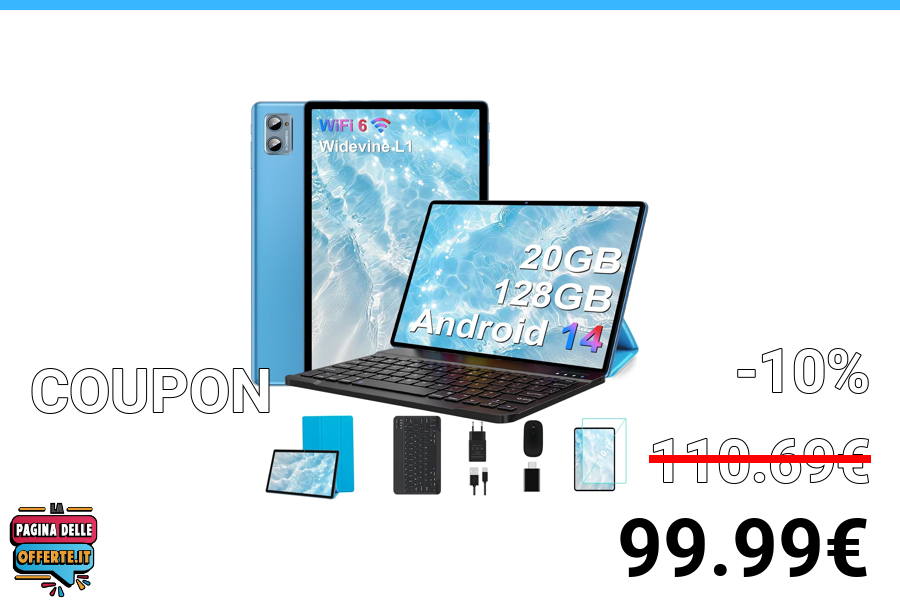 WiFi 6
Widevine L1
20GB
128GB
Android 14
COUPON
-10%
110.69€
99.99€
LA
PAGINA DELLE
OFFERTE.IT